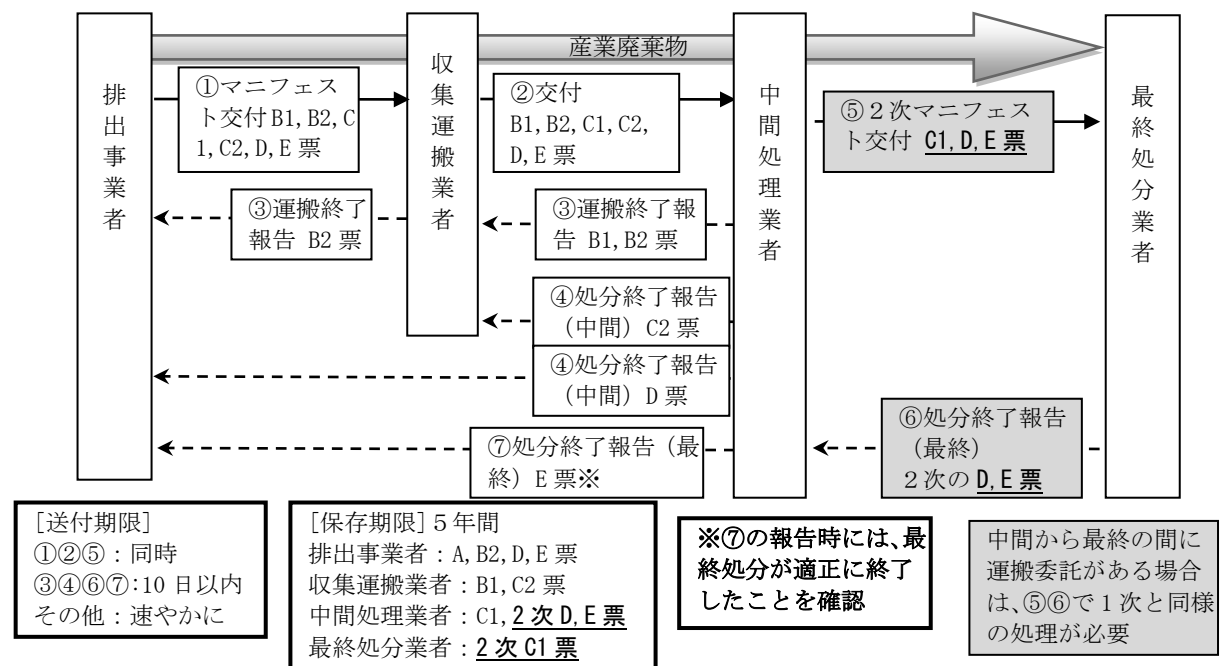 産業廃棄物
排出事業者
収集運搬業者
中間処理業者
最終処分業者
①マニフェス
ト交付 B1, B2, C
1, C2, D, E 票
②交付
B1, B2, C1, C2,
D, E 票
⑤２次マニフェス
ト交付 C1, D, E 票
③運搬終了
報告 B2 票
③運搬終了報
告 B1, B2 票
④処分終了報告
（中間）C2 票
④処分終了報告
（中間）D 票
⑦処分終了報告（最
終）E 票※
⑥処分終了報告
（最終）
２次の D, E 票
[送付期限]
①②⑤：同時
③④⑥⑦:10 日以内
その他：速やかに
[保存期限]５年間
排出事業者：A, B2, D, E 票
収集運搬業者：B1, C2 票
中間処理業者：C1, 2 次 D, E 票
最終処分業者：2 次 C1 票
※⑦の報告時には、最
終処分が適正に終了
したことを確認
中間から最終の間に
運搬委託がある場合
は、⑤⑥で１次と同様
の処理が必要